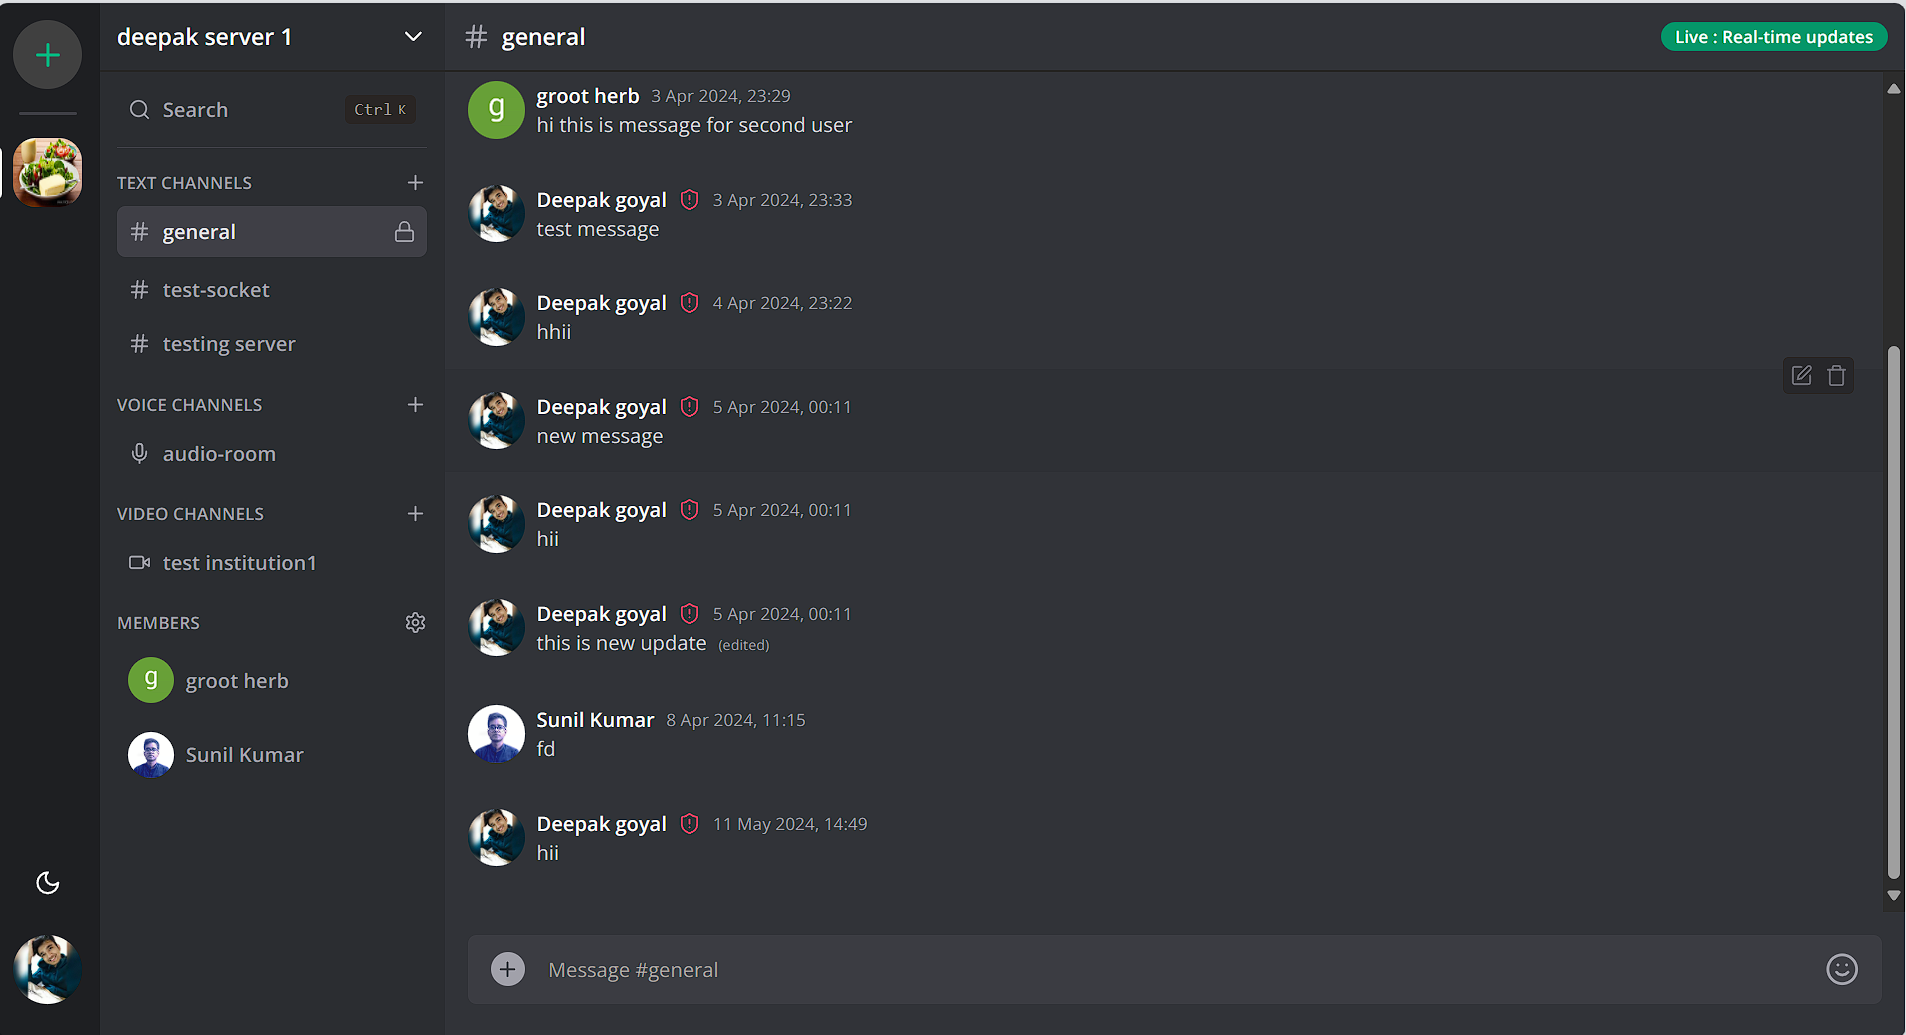 deepak server 1
Search
Ctrl K
TEXT CHANNELS
# general
# test-socket
# testing server
VOICE CHANNELS
audio-room
VIDEO CHANNELS
test institution1
MEMBERS
g
groot herb
Sunil Kumar
# general
Live : Real-time updates
g
groot herb 3 Apr 2024, 23:29
hi this is message for second user
Deepak goyal 3 Apr 2024, 23:33
test message
Deepak goyal 4 Apr 2024, 23:22
hhii
Deepak goyal 5 Apr 2024, 00:11
new message
Deepak goyal 5 Apr 2024, 00:11
hii
Deepak goyal 5 Apr 2024, 00:11
this is new update (edited)
Sunil Kumar 8 Apr 2024, 11:15
fd
Deepak goyal 11 May 2024, 14:49
hii
Message #general